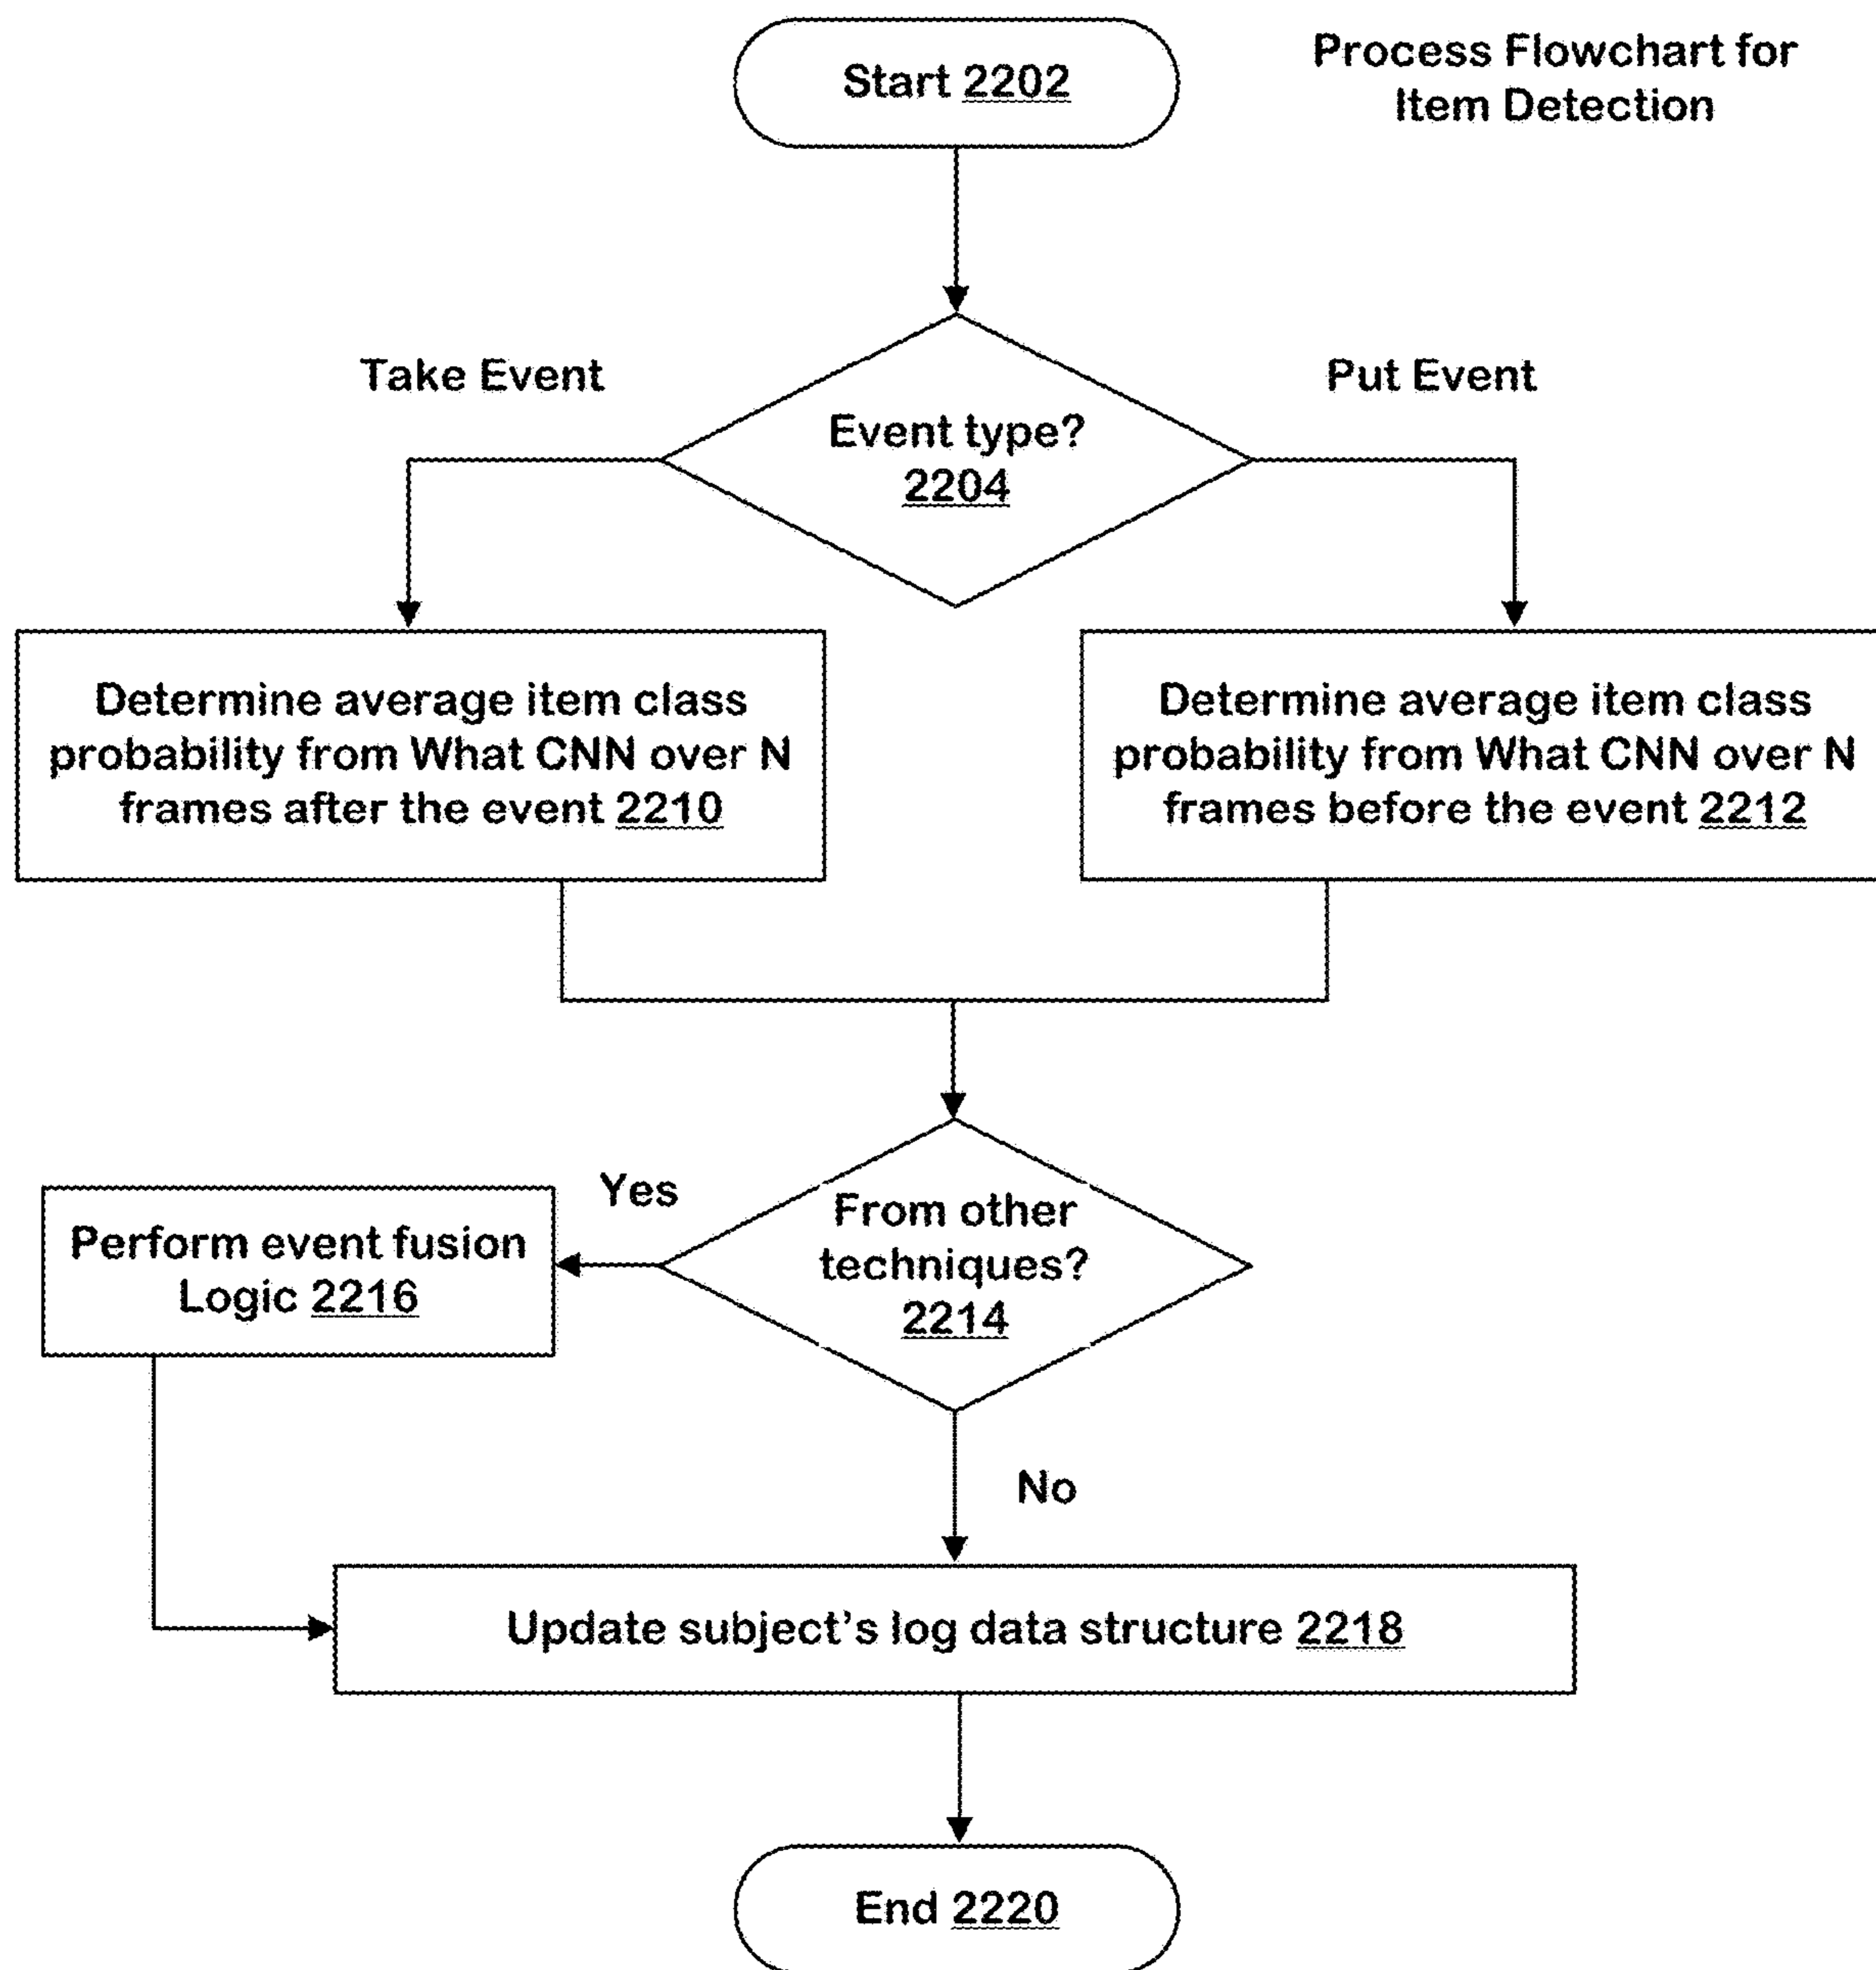 Process Flowchart for
Item Detection
Start 2202
Take Event
Put Event
Event type?
2204
Determine average item class
probability from What CNN over N
frames after the event 2210
Determine average item class
probability from What CNN over N
frames before the event 2212
Yes
From other
techniques?
2214
Perform event fusion
Logic 2216
No
Update subject's log data structure 2218
End 2220